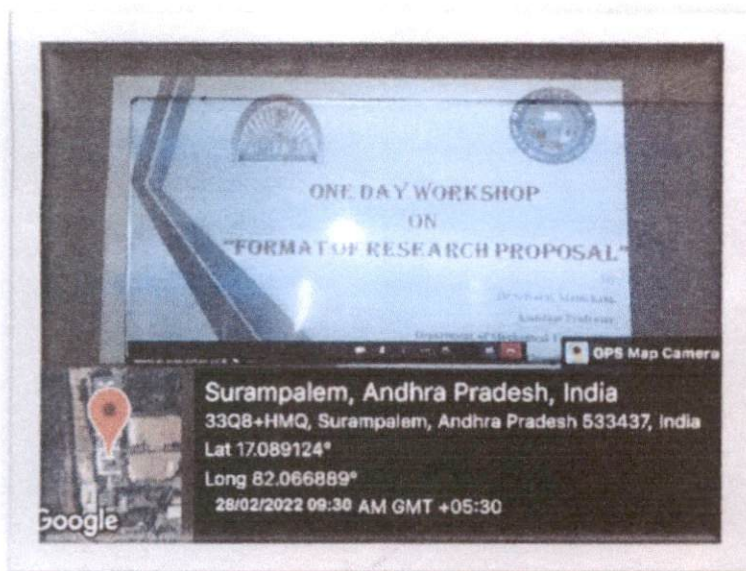 ONE DAY WORKSHOP
ON
"FORMAT OF RESEARCH PROPOSAL"
GPS Map Camera
Surampalem, Andhra Pradesh, India
33Q8+HMQ, Surampalem, Andhra Pradesh 533437, India
Lat 17.089124°
Long 82.066889°
28/02/2022 09:30 AM GMT +05:30
Google